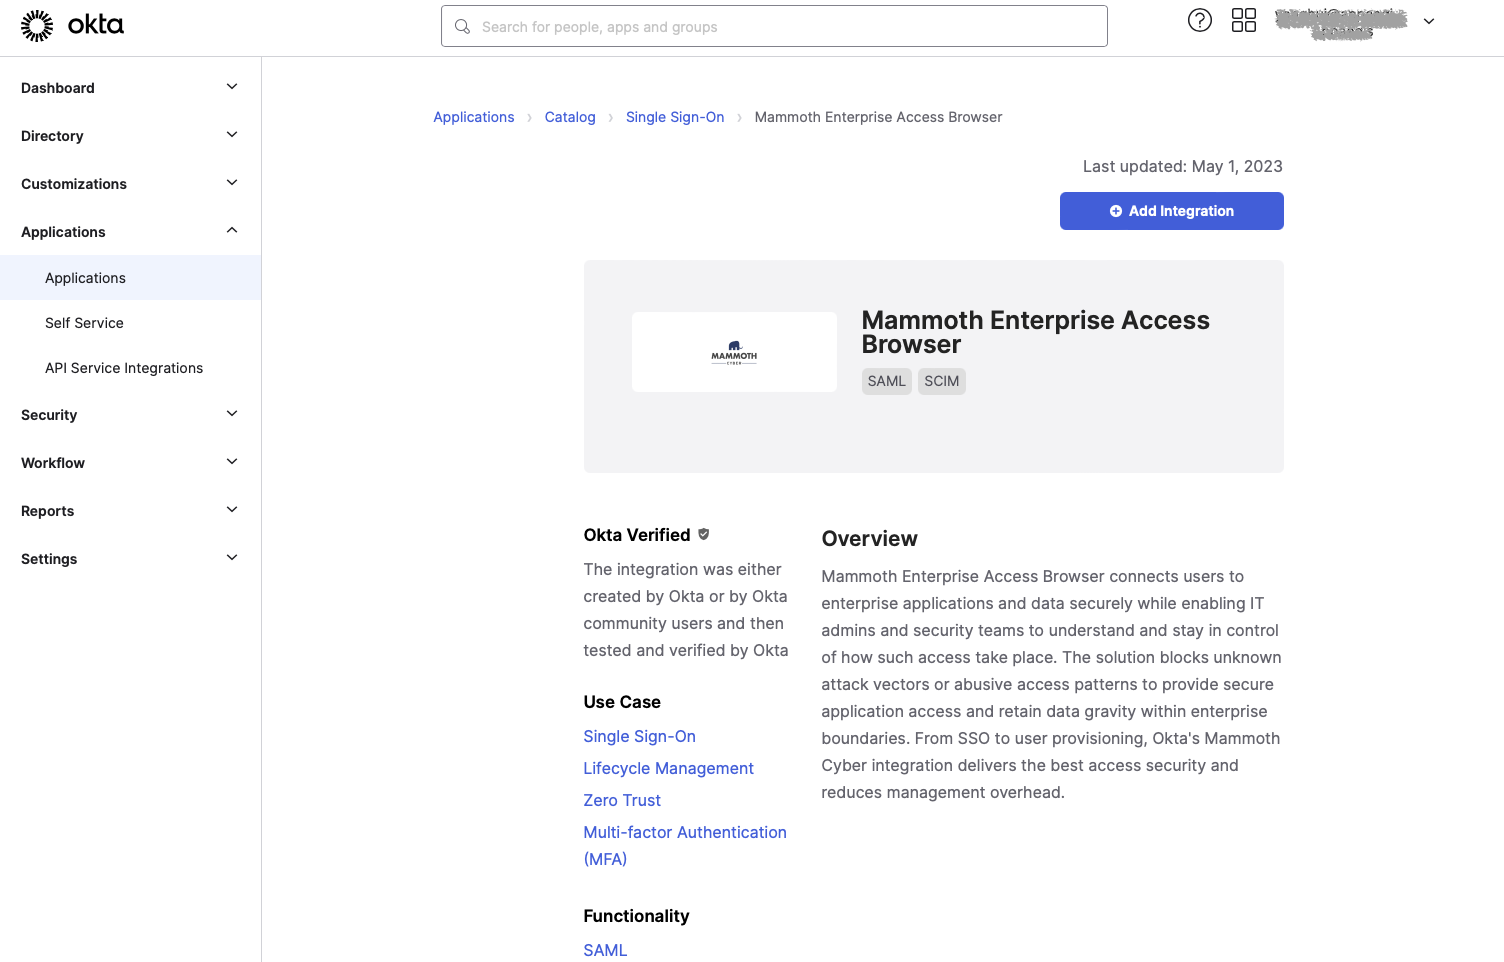 okta
Search for people, apps and groups
Dashboard
Directory
Customizations
Applications
Applications
Self Service
API Service Integrations
Security
Workflow
Reports
Settings
Applications › Catalog › Single Sign-On › Mammoth Enterprise Access Browser
Last updated: May 1, 2023
Add Integration
MAMMOTH
CYBER
Mammoth Enterprise Access
Browser
SAML SCIM
Okta Verified
The integration was either
created by Okta or by Okta
community users and then
tested and verified by Okta
Use Case
Single Sign-On
Lifecycle Management
Zero Trust
Multi-factor Authentication
(MFA)
Functionality
SAML
Overview
Mammoth Enterprise Access Browser connects users to
enterprise applications and data securely while enabling IT
admins and security teams to understand and stay in control
of how such access take place. The solution blocks unknown
attack vectors or abusive access patterns to provide secure
application access and retain data gravity within enterprise
boundaries. From SSO to user provisioning, Okta's Mammoth
Cyber integration delivers the best access security and
reduces management overhead.